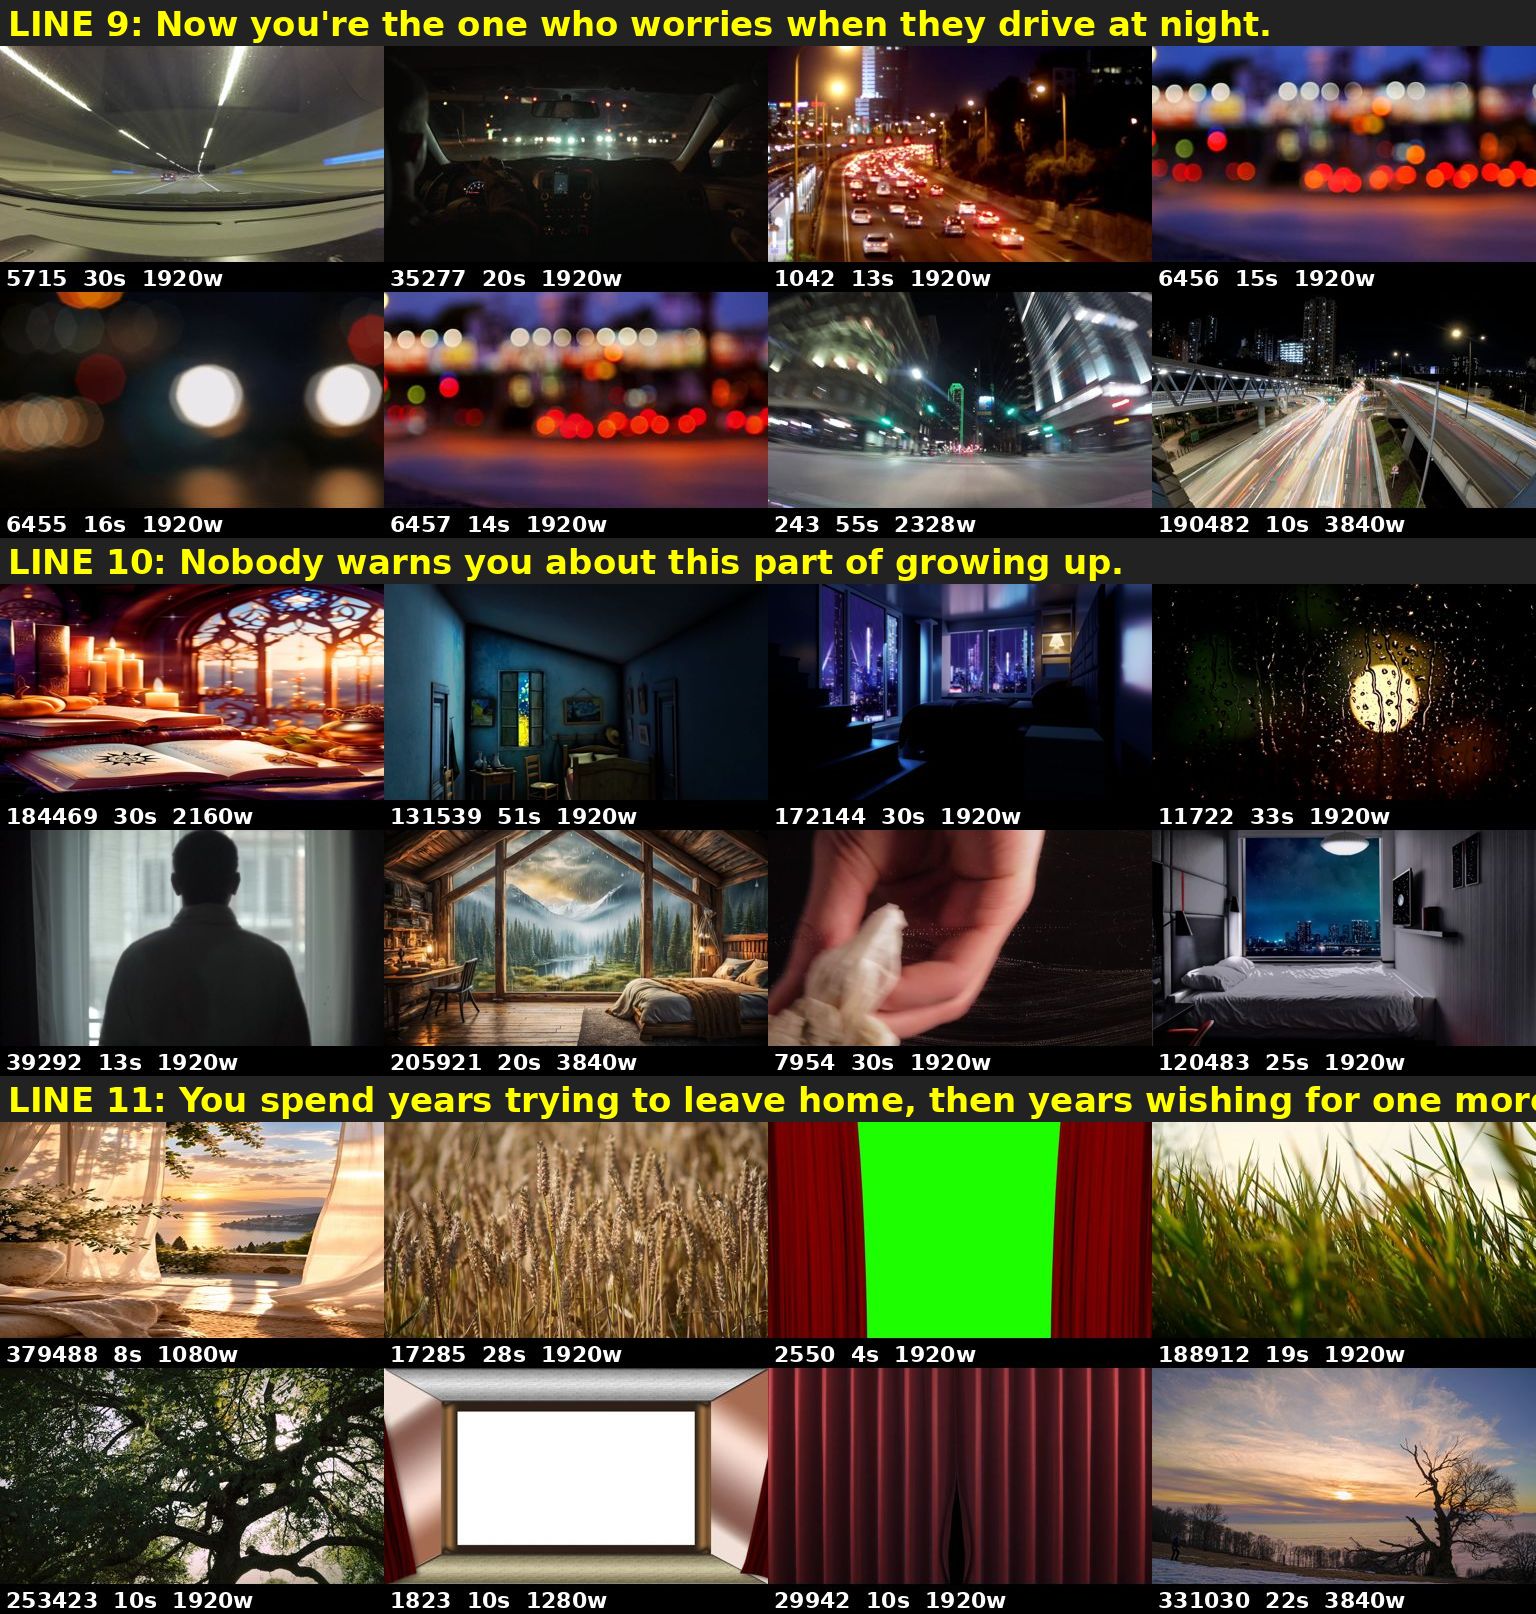 LINE 9: Now you're the one who worries when they drive at night.
5715 30s 1920w
35277 20s 1920w
1042 13s 1920w
6456 15s 1920w
6455 16s 1920w
6457 14s 1920w
243 55s 2328w
190482 10s 3840w
LINE 10: Nobody warns you about this part of growing up.
184469 30s 2160w
131539 51s 1920w
172144 30s 1920w
11722 33s 1920w
39292 13s 1920w
205921 20s 3840w
7954 30s 1920w
120483 25s 1920w
LINE 11: You spend years trying to leave home, then years wishing for one more
379488 8s 1080w
17285 28s 1920w
2550 4s 1920w
188912 19s 1920w
253423 10s 1920w
1823 10s 1280w
29942 10s 1920w
331030 22s 3840w